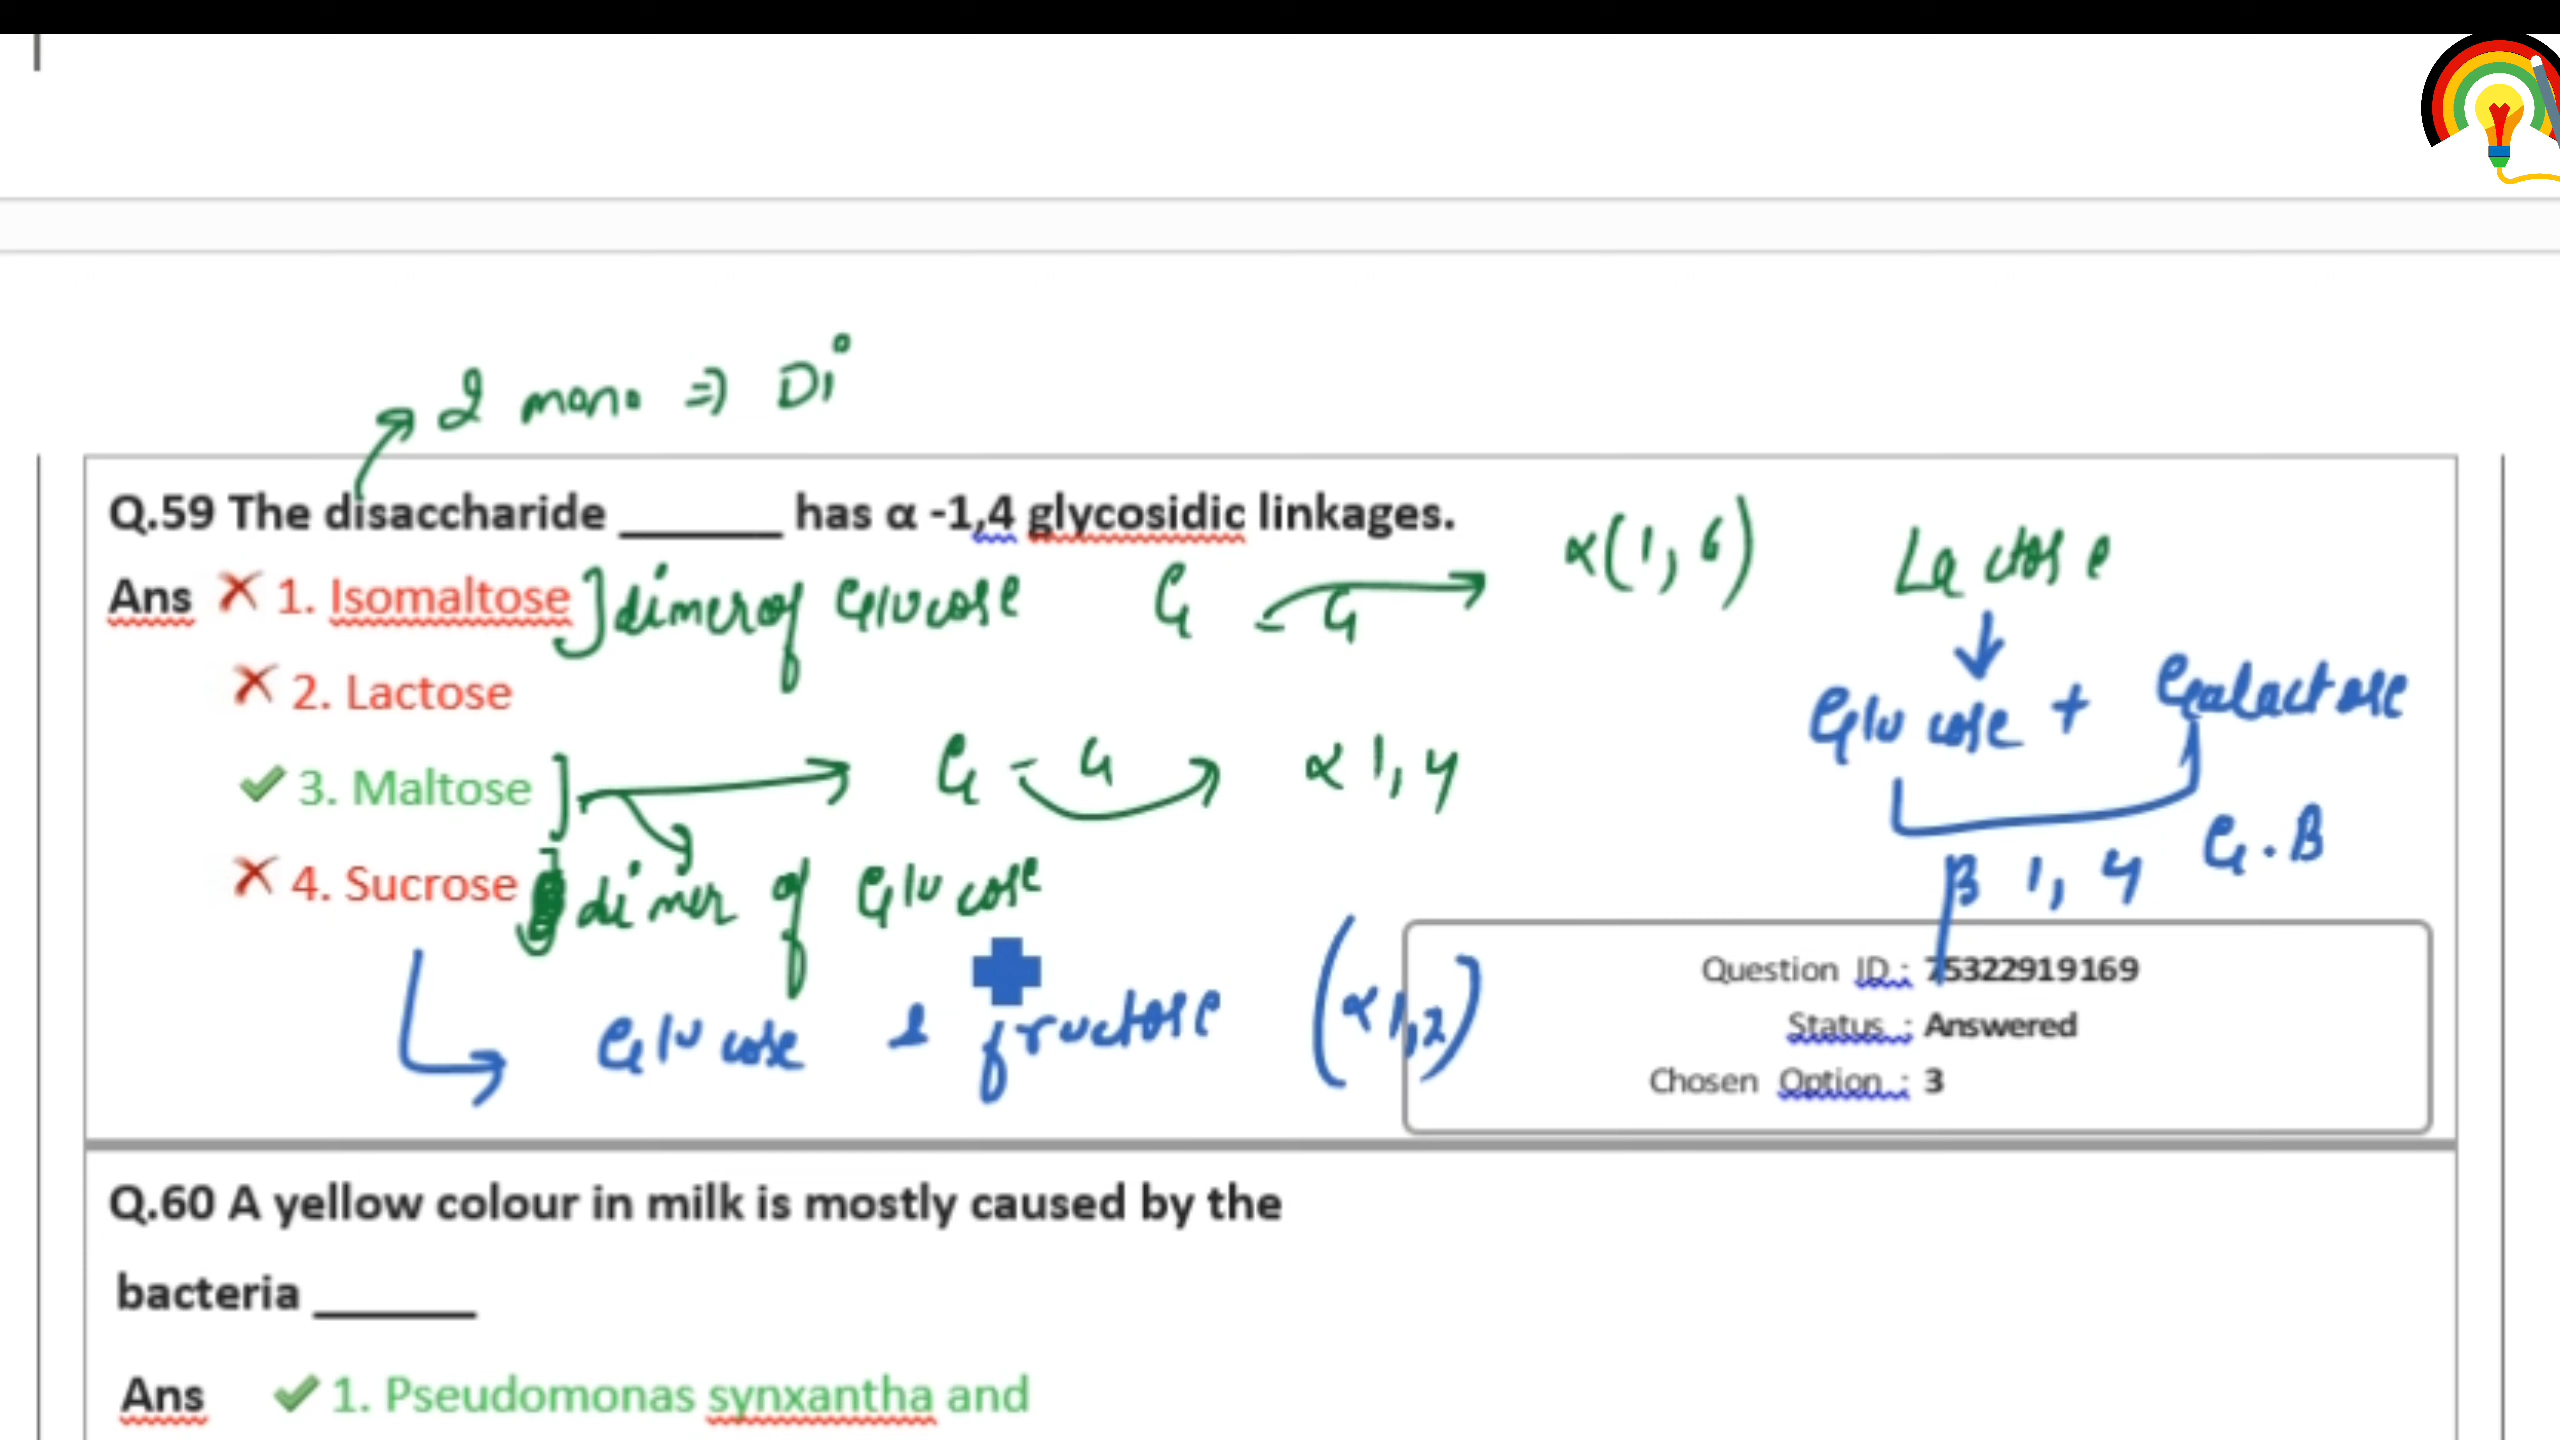 2 mono ⇒ Di
Q.59 The disaccharide ______ has α -1,4 glycosidic linkages.
α(1,6) Lactose
Ans 1. Isomaltose dimer of Glucose G - G
2. Lactose
Glucose + Galactose
3. Maltose G - G α 1,4
G.B
β 1,4
4. Sucrose dimer of Glucose
Glucose & fructose (α1,2)
Question ID : 75322919169
Status : Answered
Chosen Option : 3
Q.60 A yellow colour in milk is mostly caused by the
bacteria ______
Ans 1. Pseudomonas synxantha and